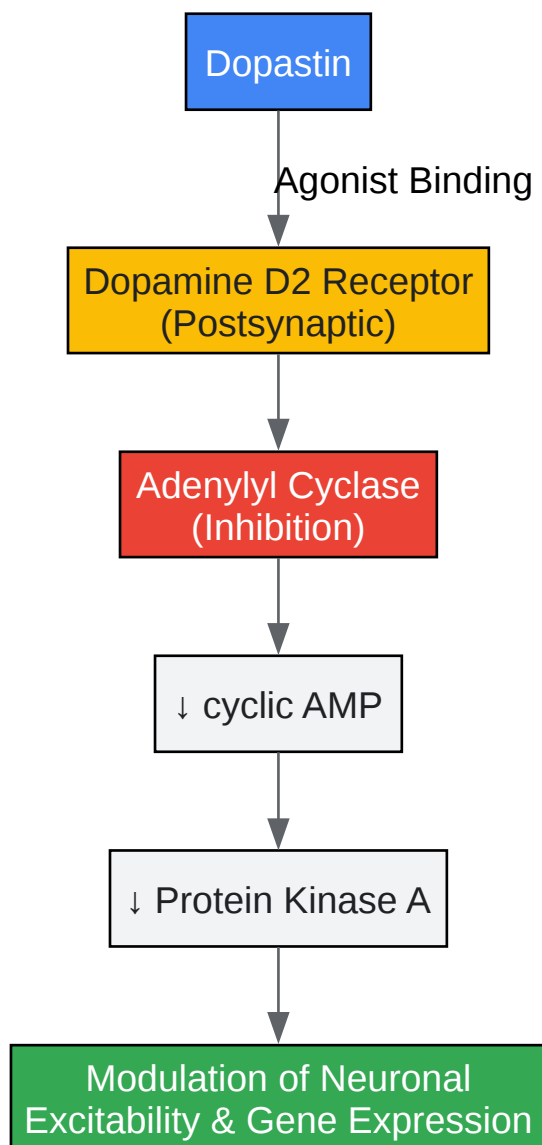 Dopastin
Agonist Binding
Dopamine D2 Receptor
(Postsynaptic)
Adenylyl Cyclase
(Inhibition)
↓ cyclic AMP
↓ Protein Kinase A
Modulation of Neuronal
Excitability & Gene Expression